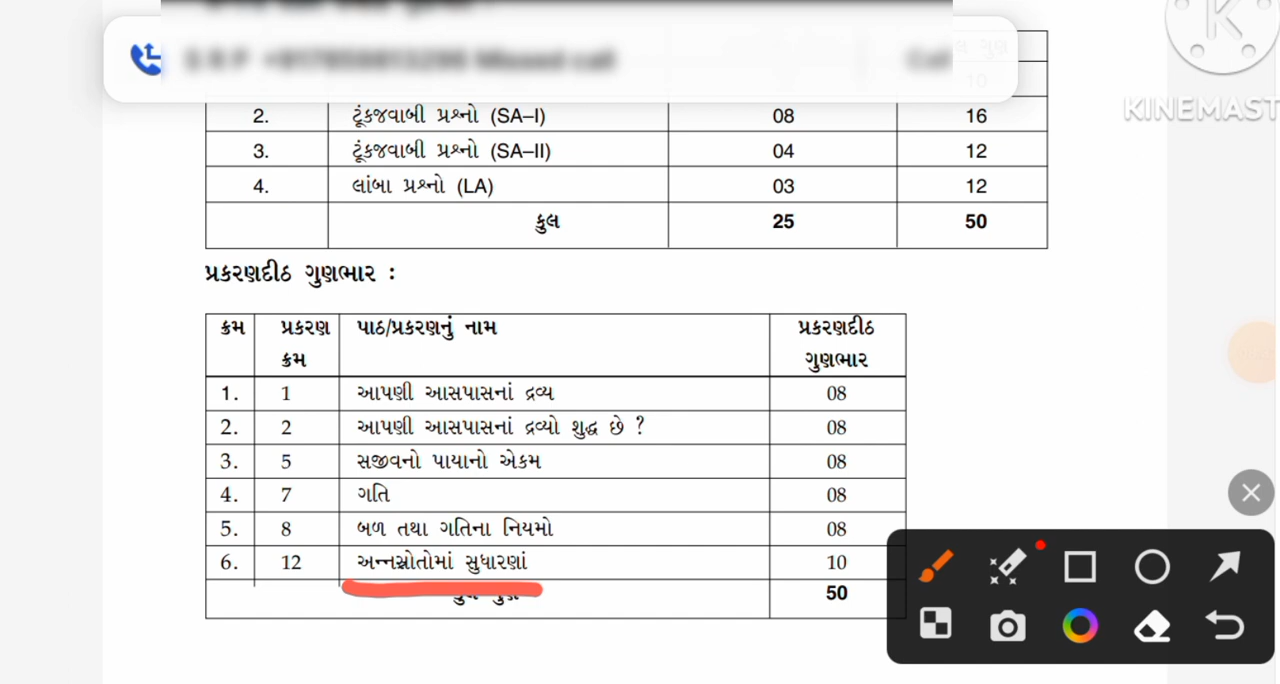 KINEMAST
10
2. ટૂંકજવાબી પ્રશ્નો (SA–I) 08 16
3. ટૂંકજવાબી પ્રશ્નો (SA–II) 04 12
4. લાંબા પ્રશ્નો (LA) 03 12
કુલ 25 50
પ્રકરણદીઠ ગુણભાર :
ક્રમ પ્રકરણ પાઠ/પ્રકરણનું નામ પ્રકરણદીઠ
ક્રમ ગુણભાર
1. 1 આપણી આસપાસનાં દ્રવ્ય 08
2. 2 આપણી આસપાસનાં દ્રવ્યો શુદ્ધ છે ? 08
3. 5 સજીવનો પાયાનો એકમ 08
4. 7 ગતિ 08
5. 8 બળ તથા ગતિના નિયમો 08
6. 12 અન્નસ્રોતોમાં સુધારણાં 10
50